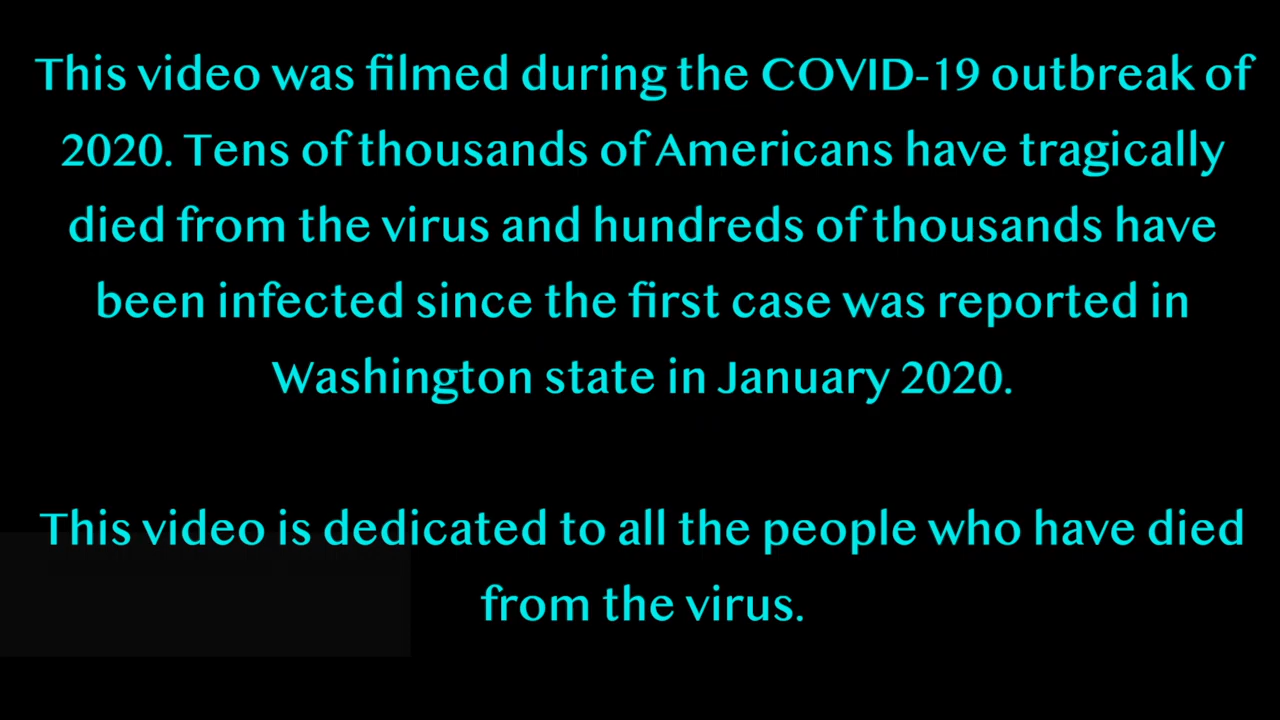 This video was filmed during the COVID-19 outbreak of
2020. Tens of thousands of Americans have tragically
died from the virus and hundreds of thousands have
been infected since the first case was reported in
Washington state in January 2020.
This video is dedicated to all the people who have died
from the virus.